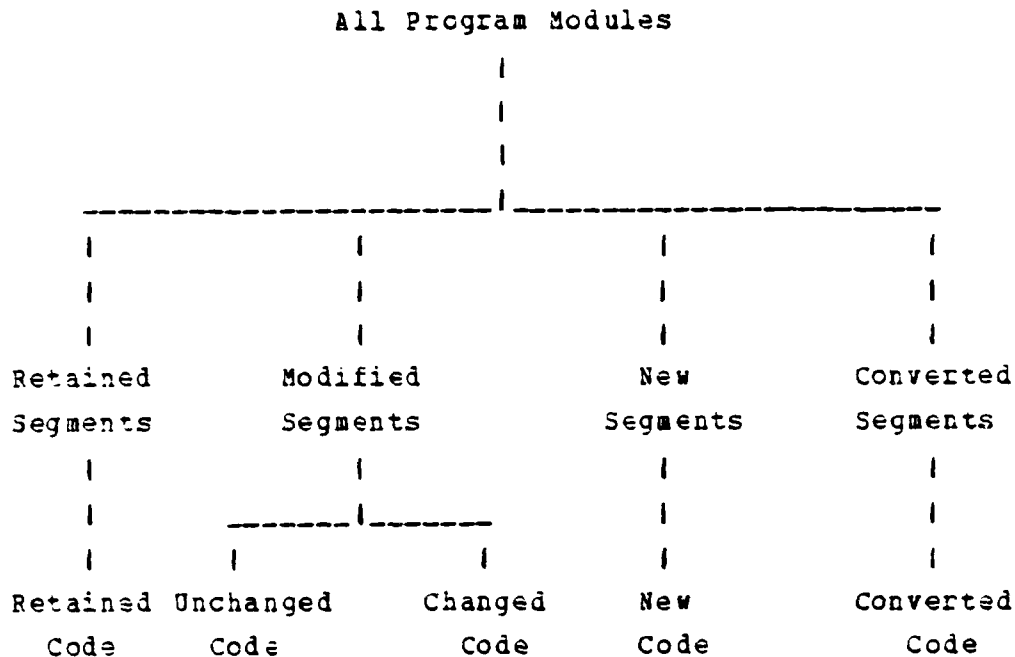 All Program Modules
Retained Modified New Converted
Segments Segments Segments Segments
Retained Unchanged Changed New Converted
Code Code Code Code Code